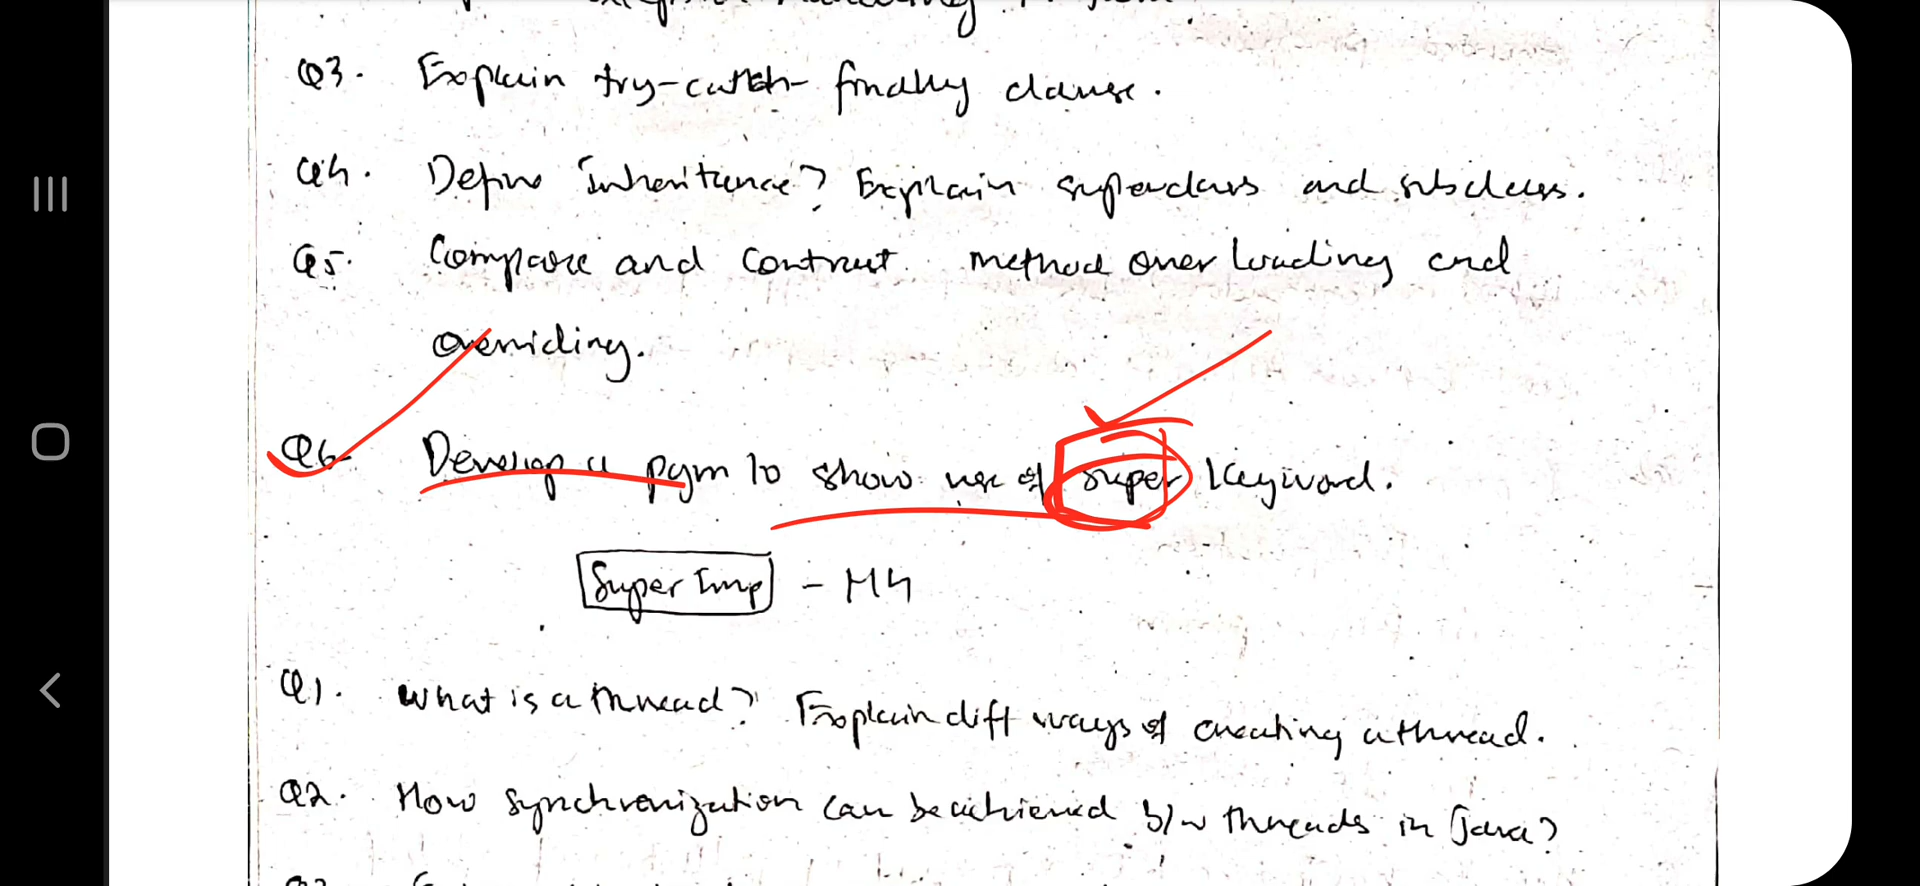 Q3. Explain try-catch-finally clause.
Q4. Define Inheritance? Explain superclass and subclass.
Q5. Compare and Contrast. method over loading and
overriding.
Q6 Develop a pgm to show use of super keyword.
Super Imp - M4
Q1. What is a thread? Explain diff ways of creating a thread.
Q2. How synchronization can be achieved b/w threads in Java?